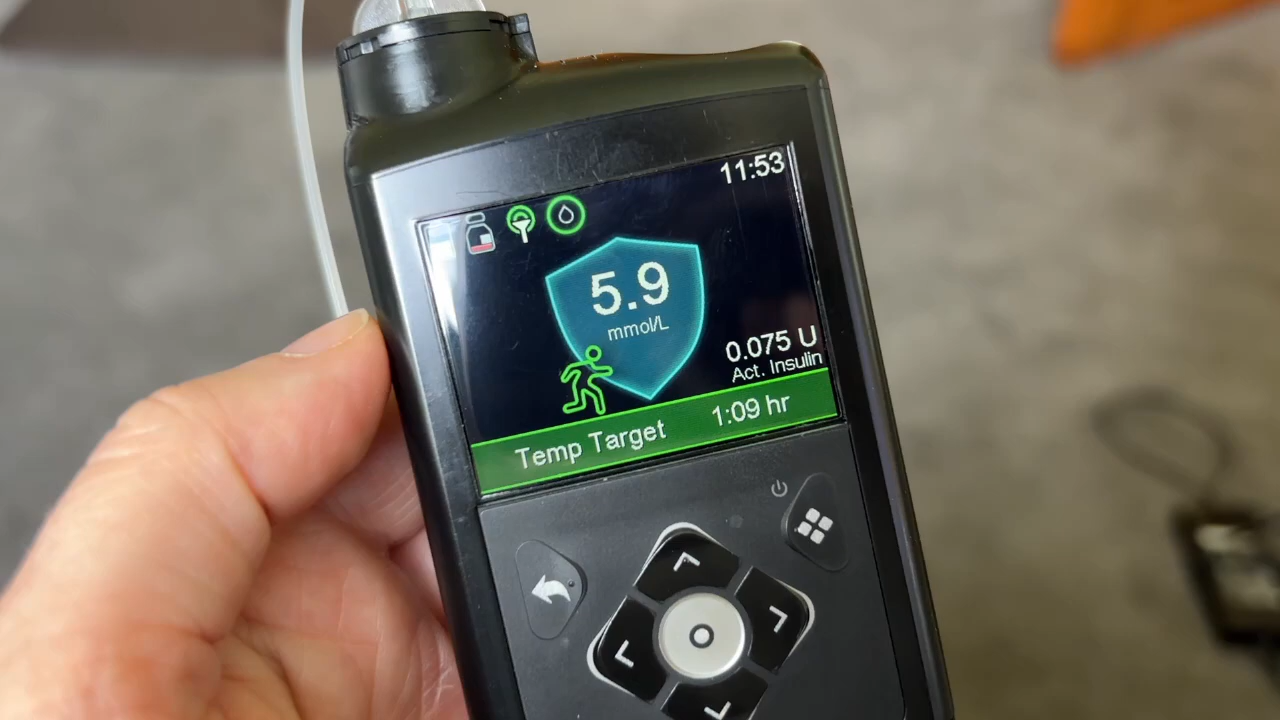 11:53
5.9
mmol/L
0.075 U
Act. Insulin
Temp Target 1:09 hr